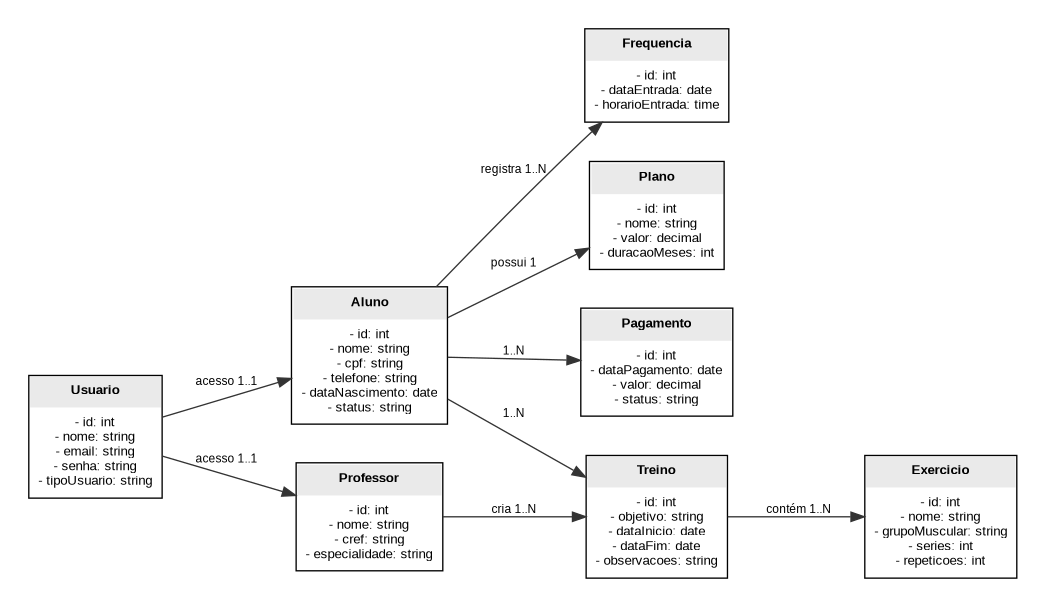 Frequencia
- id: int
- dataEntrada: date
- horarioEntrada: time
registra 1..N
Plano
- id: int
- nome: string
- valor: decimal
- duracaoMeses: int
possui 1
Aluno
- id: int
- nome: string
- cpf: string
- telefone: string
- dataNascimento: date
- status: string
Pagamento
- id: int
- dataPagamento: date
- valor: decimal
- status: string
1..N
Usuario
- id: int
- nome: string
- email: string
- senha: string
- tipoUsuario: string
acesso 1..1
acesso 1..1
1..N
Professor
- id: int
- nome: string
- cref: string
- especialidade: string
cria 1..N
Treino
- id: int
- objetivo: string
- dataInicio: date
- dataFim: date
- observacoes: string
contém 1..N
Exercicio
- id: int
- nome: string
- grupoMuscular: string
- series: int
- repeticoes: int